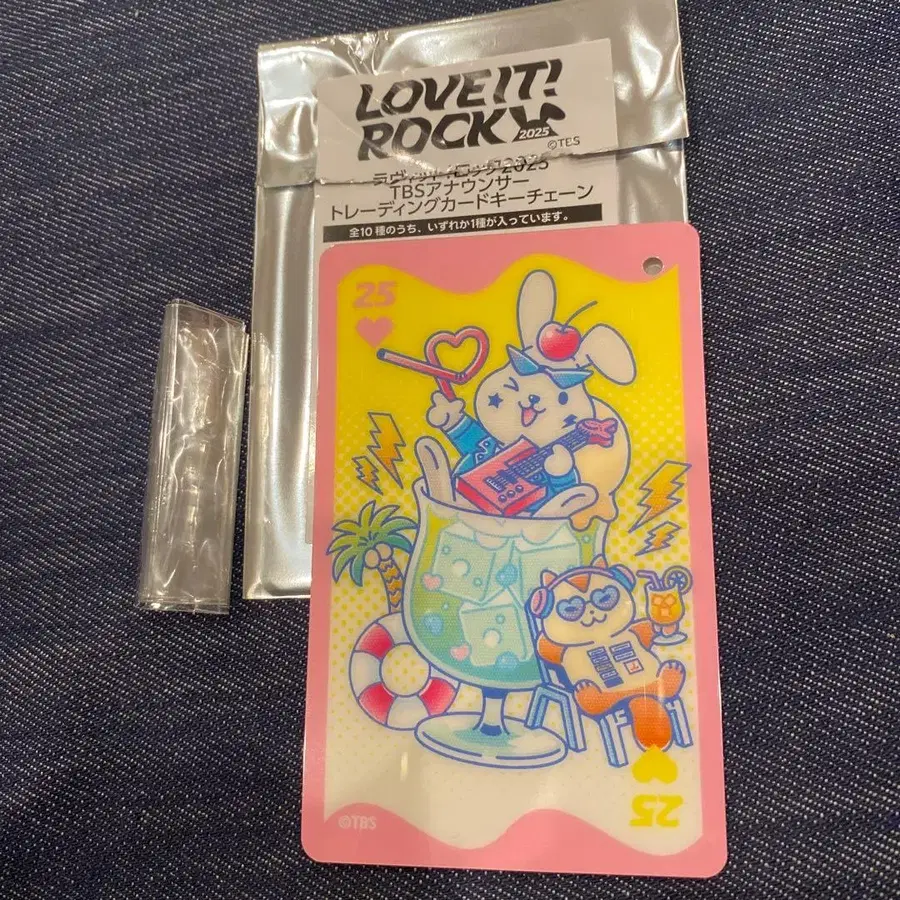 LOVE IT!
ROCK
2025
©TBS
ラヴィット!ロック2025
TBSアナウンサー
トレーディングカードキーチェーン
全10種のうち、いずれか1種が入っています。
25
25
©TBS